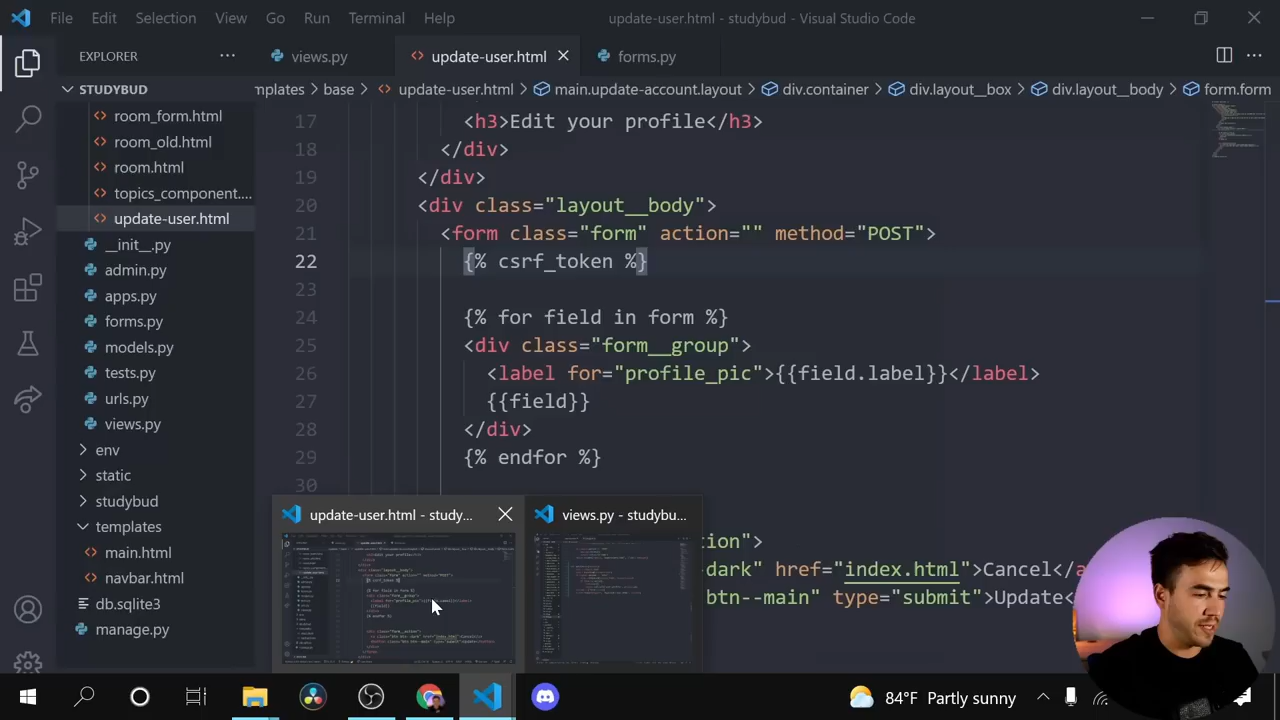 File Edit Selection View Go Run Terminal Help
update-user.html - studybud - Visual Studio Code
EXPLORER
views.py
update-user.html
forms.py
STUDYBUD
mplates > base > update-user.html > main.update-account.layout > div.container > div.layout__box > div.layout__body > form.form
room_form.html
room_old.html
room.html
topics_component....
update-user.html
__init__.py
admin.py
apps.py
forms.py
models.py
tests.py
urls.py
views.py
env
static
studybud
templates
main.html
navbar.html
db.sqlite3
manage.py
17 <h3>Edit your profile</h3>
18 </div>
19 </div>
20 <div class="layout__body">
21 <form class="form" action="" method="POST">
22 {% csrf_token %}
23
24 {% for field in form %}
25 <div class="form__group">
26 <label for="profile_pic">{{field.label}}</label>
27 {{field}}
28 </div>
29 {% endfor %}
30
ion">
-dark" href="index.html">Cancel</a
btn--main" type="submit">Update<
update-user.html - study...
views.py - studybu...
84°F Partly sunny